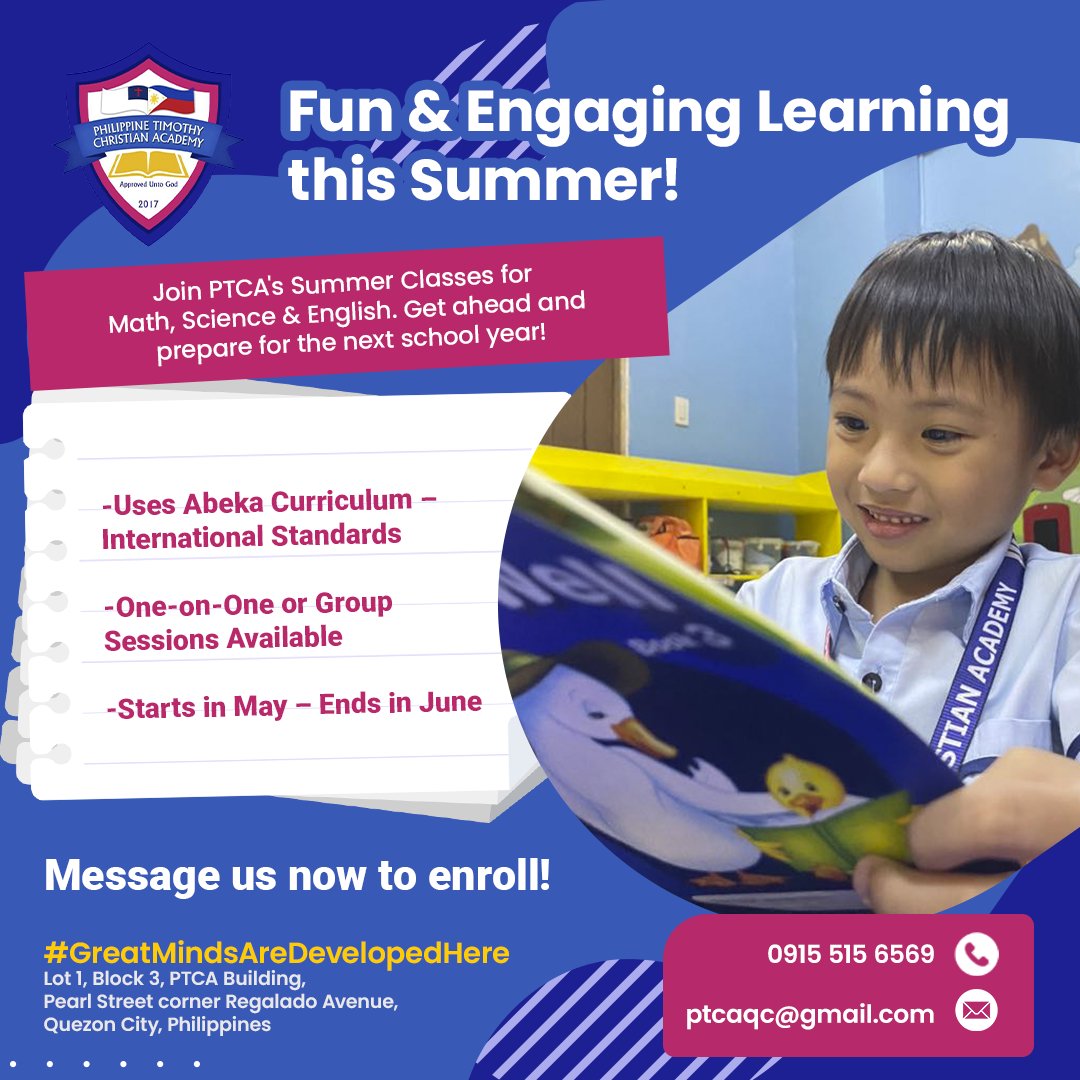 PHILIPPINE TIMOTHY
CHRISTIAN ACADEMY
Approved Unto God
2017
Fun & Engaging Learning
this Summer!
Join PTCA's Summer Classes for
Math, Science & English. Get ahead and
prepare for the next school year!
-Uses Abeka Curriculum –
International Standards
-One-on-One or Group
Sessions Available
-Starts in May – Ends in June
Book 3
STIAN ACADEMY
Message us now to enroll!
#GreatMindsAreDevelopedHere
Lot 1, Block 3, PTCA Building,
Pearl Street corner Regalado Avenue,
Quezon City, Philippines
0915 515 6569
ptcaqc@gmail.com